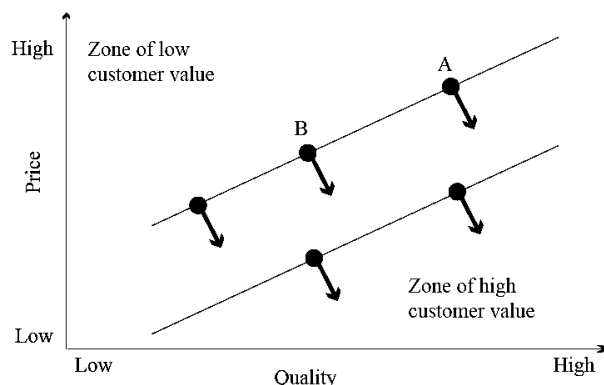 High
Zone of low
customer value
A
B
Price
Zone of high
customer value
Low
Low
Quality
High